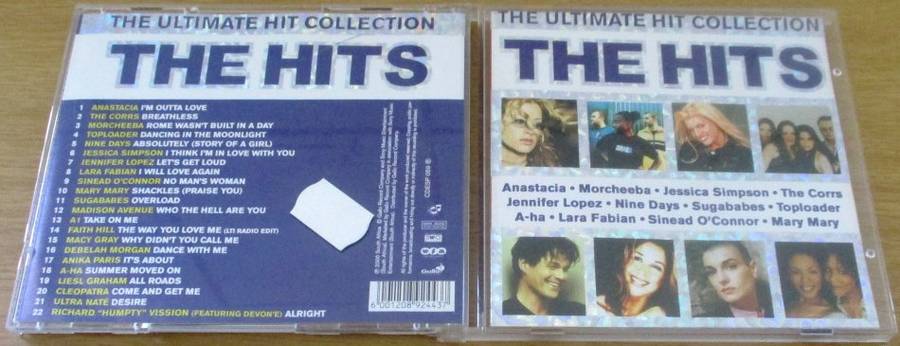 THE ULTIMATE HIT COLLECTION
THE HITS
1 ANASTACIA I'M OUTTA LOVE
2 THE CORRS BREATHLESS
3 MORCHEEBA ROME WASN'T BUILT IN A DAY
4 TOPLOADER DANCING IN THE MOONLIGHT
5 NINE DAYS ABSOLUTELY (STORY OF A GIRL)
6 JESSICA SIMPSON I THINK I'M IN LOVE WITH YOU
7 JENNIFER LOPEZ LET'S GET LOUD
8 LARA FABIAN I WILL LOVE AGAIN
9 SINEAD O'CONNOR NO MAN'S WOMAN
10 MARY MARY SHACKLES (PRAISE YOU)
11 SUGABABES OVERLOAD
12 MADISON AVENUE WHO THE HELL ARE YOU
13 A1 TAKE ON ME
14 FAITH HILL THE WAY YOU LOVE ME (LTI RADIO EDIT)
15 MACY GRAY WHY DIDN'T YOU CALL ME
16 DEBELAH MORGAN DANCE WITH ME
17 ANIKA PARIS IT'S ABOUT
18 A-HA SUMMER MOVED ON
19 LIESL GRAHAM ALL ROADS
20 CLEOPATRA COME AND GET ME
21 ULTRA NATÉ DESIRE
22 RICHARD "HUMPTY" VISSION (FEATURING DEVON'E) ALRIGHT
CDESP 059
Gallo
6 001208 924437
THE ULTIMATE HIT COLLECTION
THE HITS
Anastacia • Morcheeba • Jessica Simpson • The Corrs
Jennifer Lopez • Nine Days • Sugababes • Toploader
A-ha • Lara Fabian • Sinead O'Connor • Mary Mary